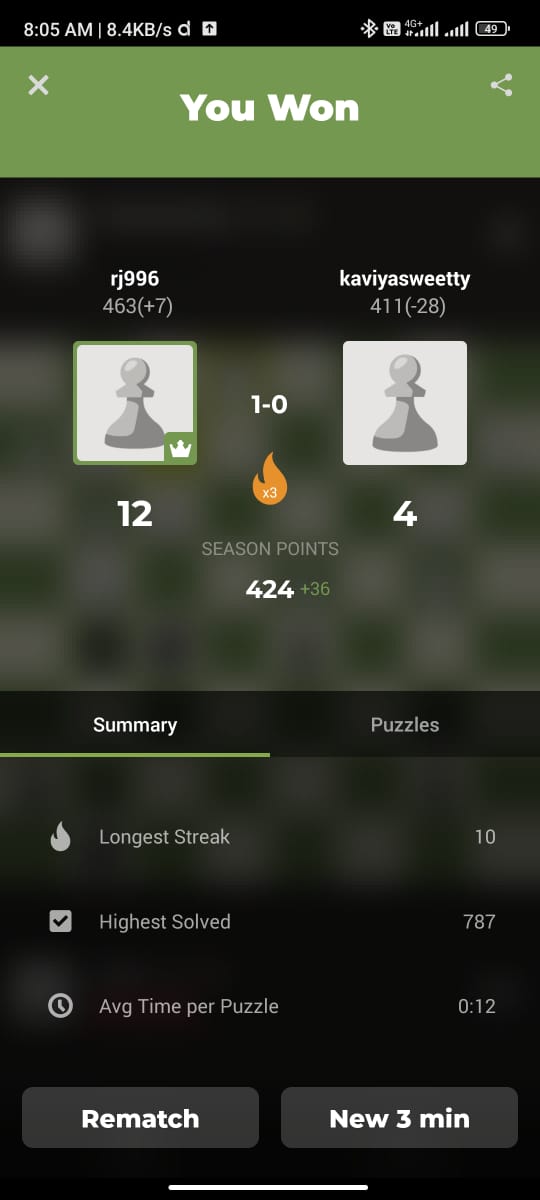 8:05 AM | 8.4KB/s d
Vo LTE 4G+ 49
You Won
rj996
463(+7)
kaviyasweetty
411(-28)
1-0
x3
12
4
SEASON POINTS
424 +36
Summary
Puzzles
Longest Streak 10
Highest Solved 787
Avg Time per Puzzle 0:12
Rematch
New 3 min